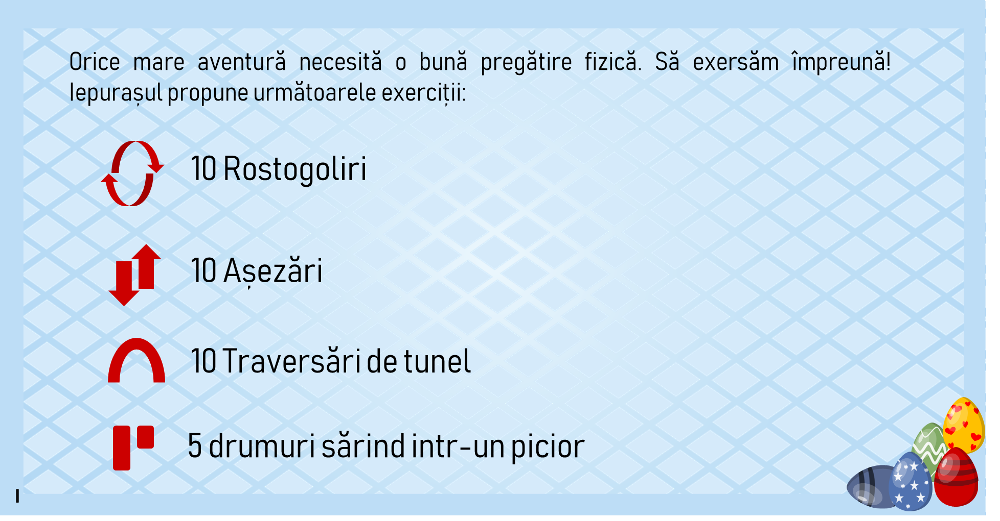 Orice mare aventură necesită o bună pregătire fizică. Să exersăm împreună!
Iepurașul propune următoarele exerciții:
10 Rostogoliri
10 Așezări
10 Traversări de tunel
5 drumuri sărind intr-un picior
I